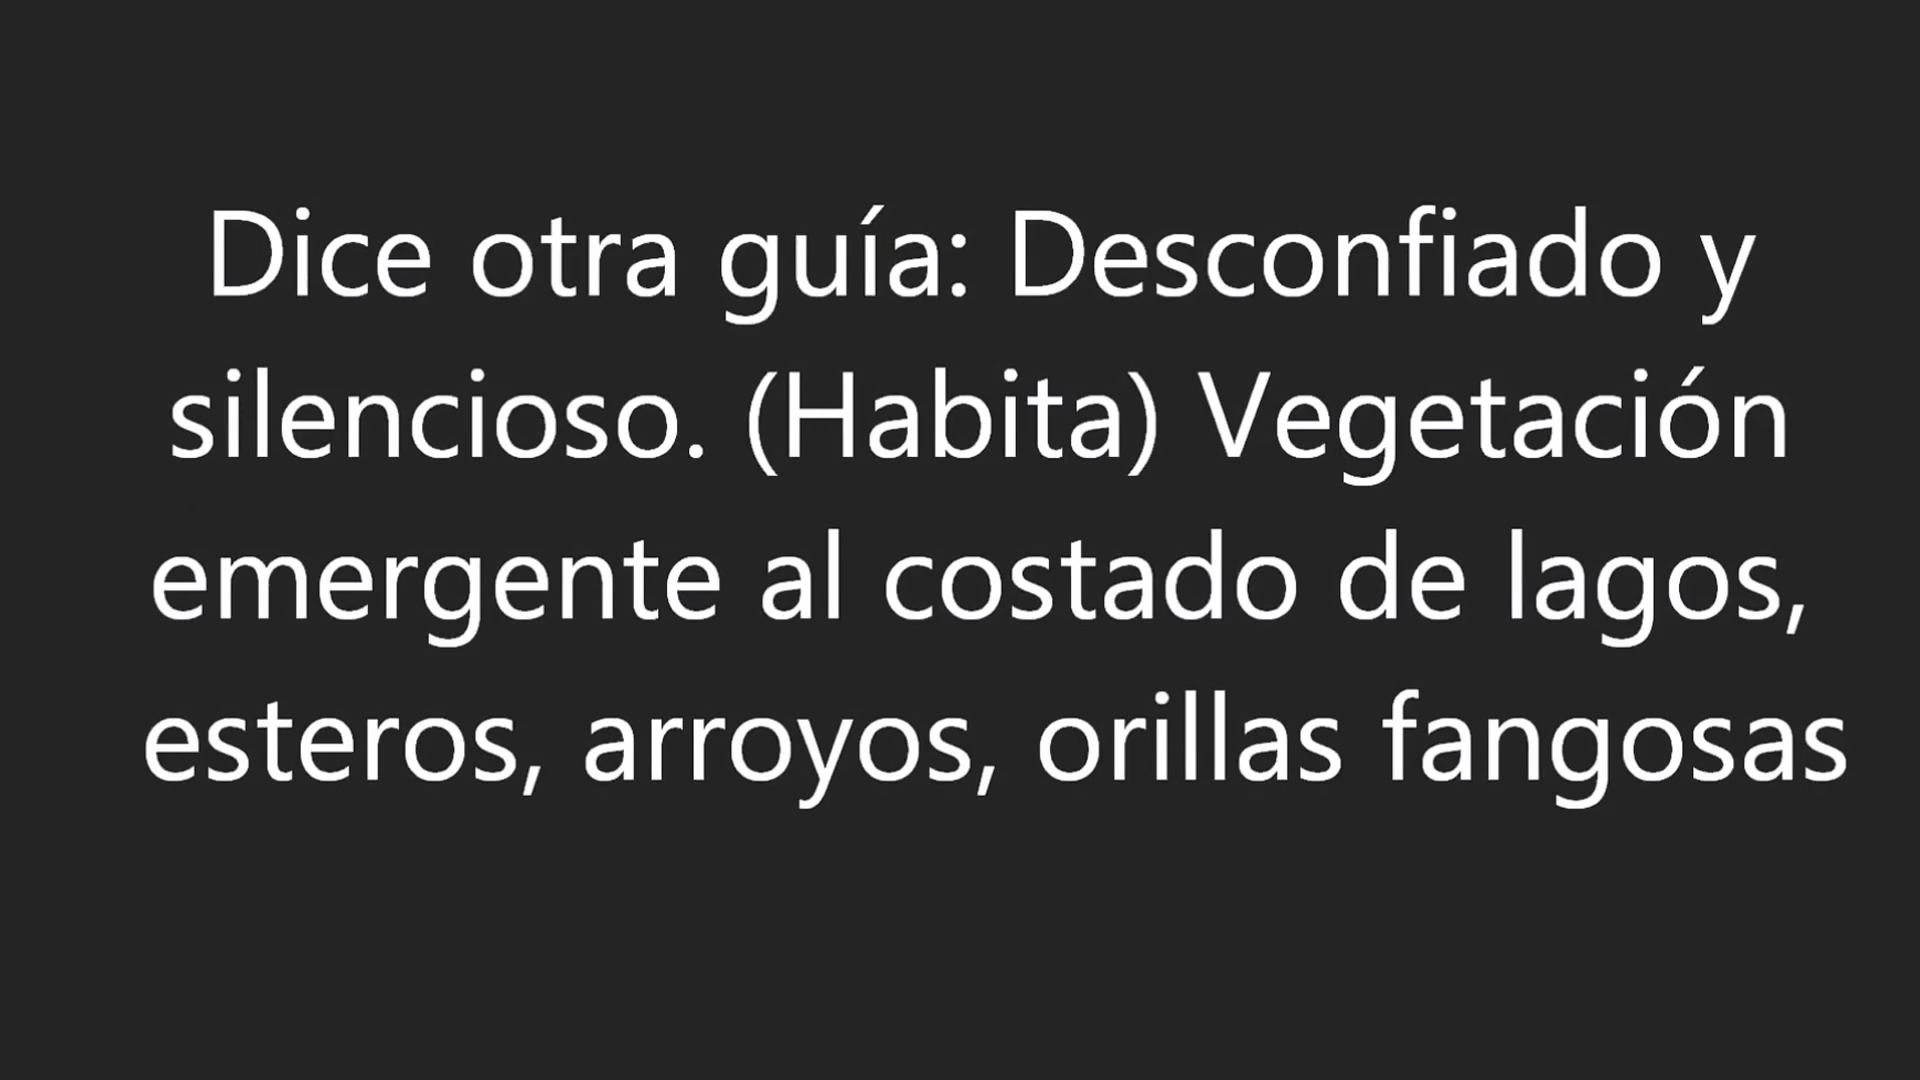 Dice otra guía: Desconfiado y
silencioso. (Habita) Vegetación
emergente al costado de lagos,
esteros, arroyos, orillas fangosas